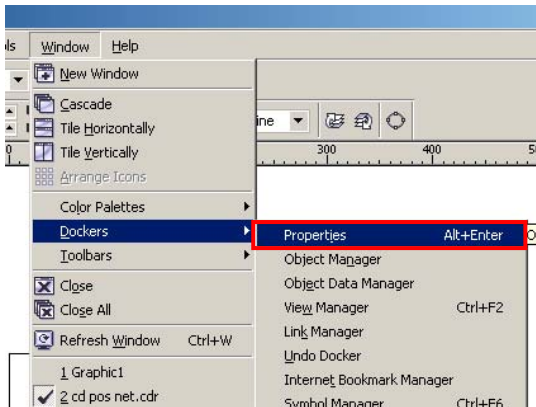 ols Window Help
New Window
Cascade
Tile Horizontally
Tile Vertically
Arrange Icons
Color Palettes
Dockers
Toolbars
Close
Close All
Refresh Window Ctrl+W
1 Graphic1
2 cd pos net.cdr
ine
300 400
Properties Alt+Enter
Object Manager
Object Data Manager
View Manager Ctrl+F2
Link Manager
Undo Docker
Internet Bookmark Manager
Symbol Manager Ctrl+F6